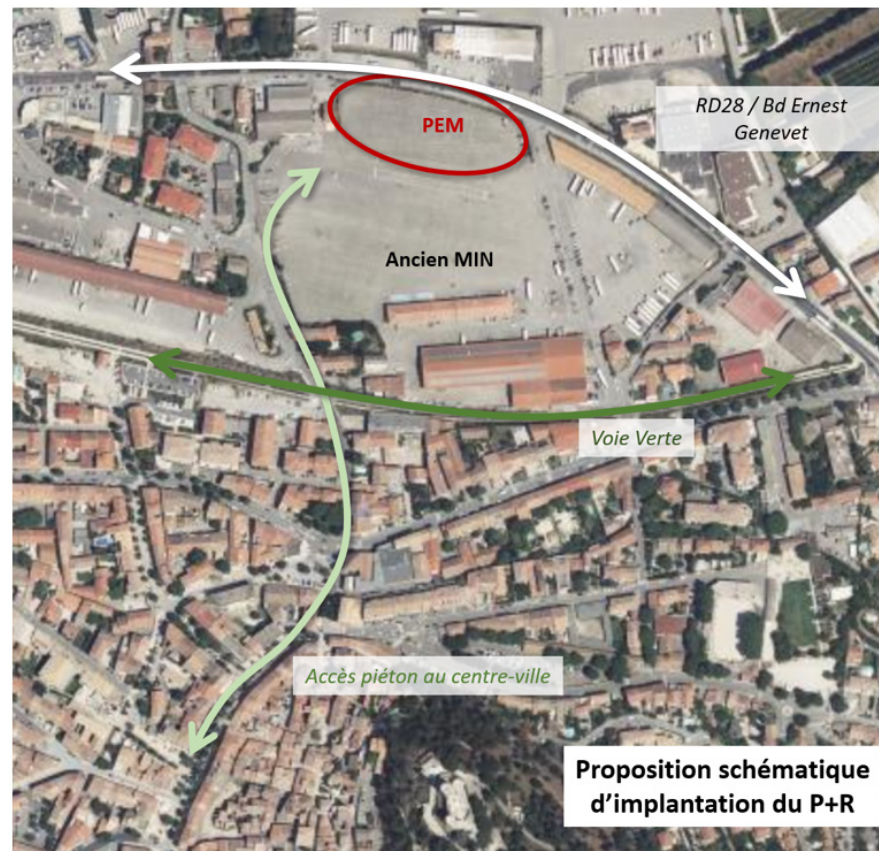 RD28 / Bd Ernest
Genevet
PEM
Ancien MIN
Voie Verte
Accès piéton au centre-ville
Proposition schématique
d'implantation du P+R